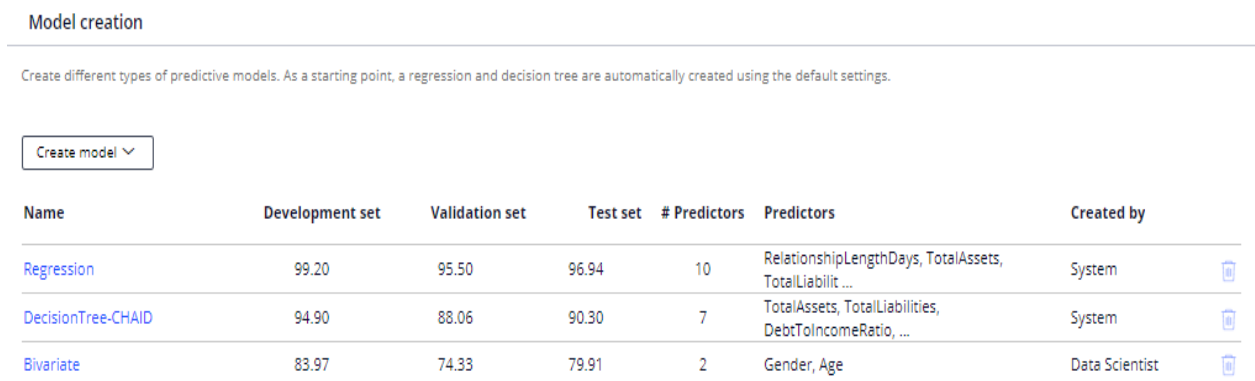 Model creation
Create different types of predictive models. As a starting point, a regression and decision tree are automatically created using the default settings.
Create model
Name Development set Validation set Test set # Predictors Predictors Created by
Regression 99.20 95.50 96.94 10 RelationshipLengthDays, TotalAssets, TotalLiabilit ... System
DecisionTree-CHAID 94.90 88.06 90.30 7 TotalAssets, TotalLiabilities, DebtToIncomeRatio, ... System
Bivariate 83.97 74.33 79.91 2 Gender, Age Data Scientist